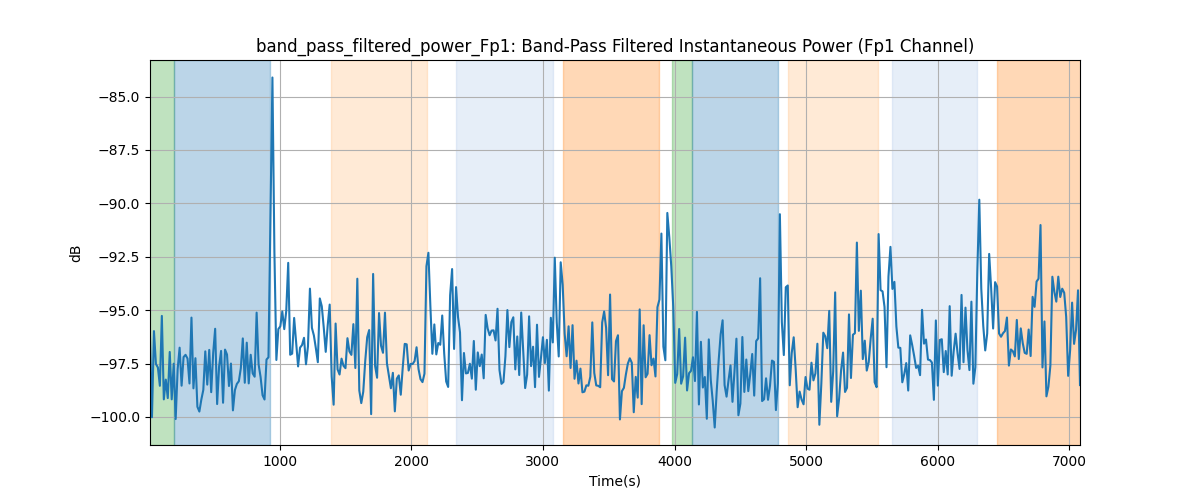 band_pass_filtered_power_Fp1: Band-Pass Filtered Instantaneous Power (Fp1 Channel)
−85.0
−87.5
−90.0
−92.5
−95.0
−97.5
−100.0
dB
1000 2000 3000 4000 5000 6000 7000
Time(s)